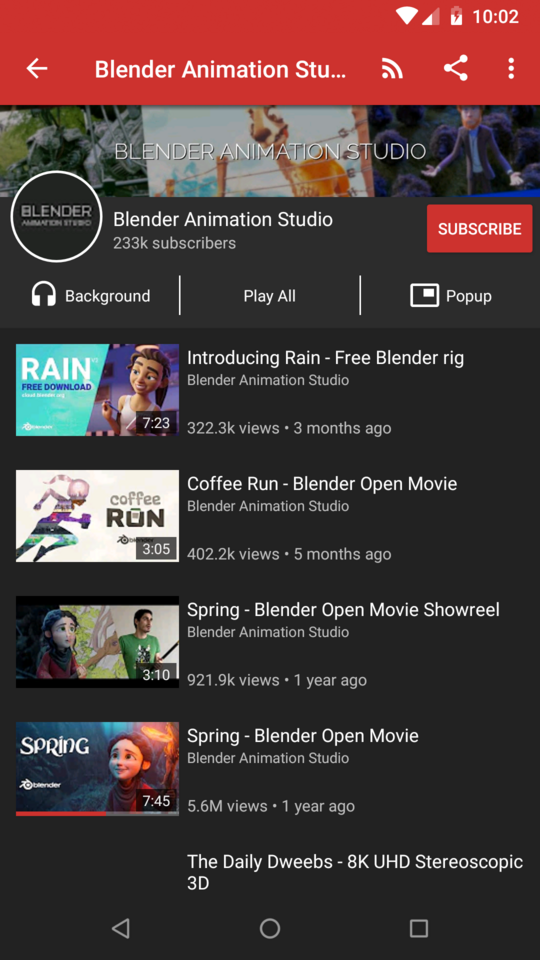 10:02
Blender Animation Stu...
BLENDER ANIMATION STUDIO
BLENDER
ANIMATION STUDIO
Blender Animation Studio
233k subscribers
SUBSCRIBE
Background
Play All
Popup
RAIN
FREE DOWNLOAD
cloud.blender.org
blender
7:23
Introducing Rain - Free Blender rig
Blender Animation Studio
322.3k views • 3 months ago
coffee
RUN
blender
3:05
Coffee Run - Blender Open Movie
Blender Animation Studio
402.2k views • 5 months ago
3:10
Spring - Blender Open Movie Showreel
Blender Animation Studio
921.9k views • 1 year ago
SPRING
blender
7:45
Spring - Blender Open Movie
Blender Animation Studio
5.6M views • 1 year ago
The Daily Dweebs - 8K UHD Stereoscopic
3D